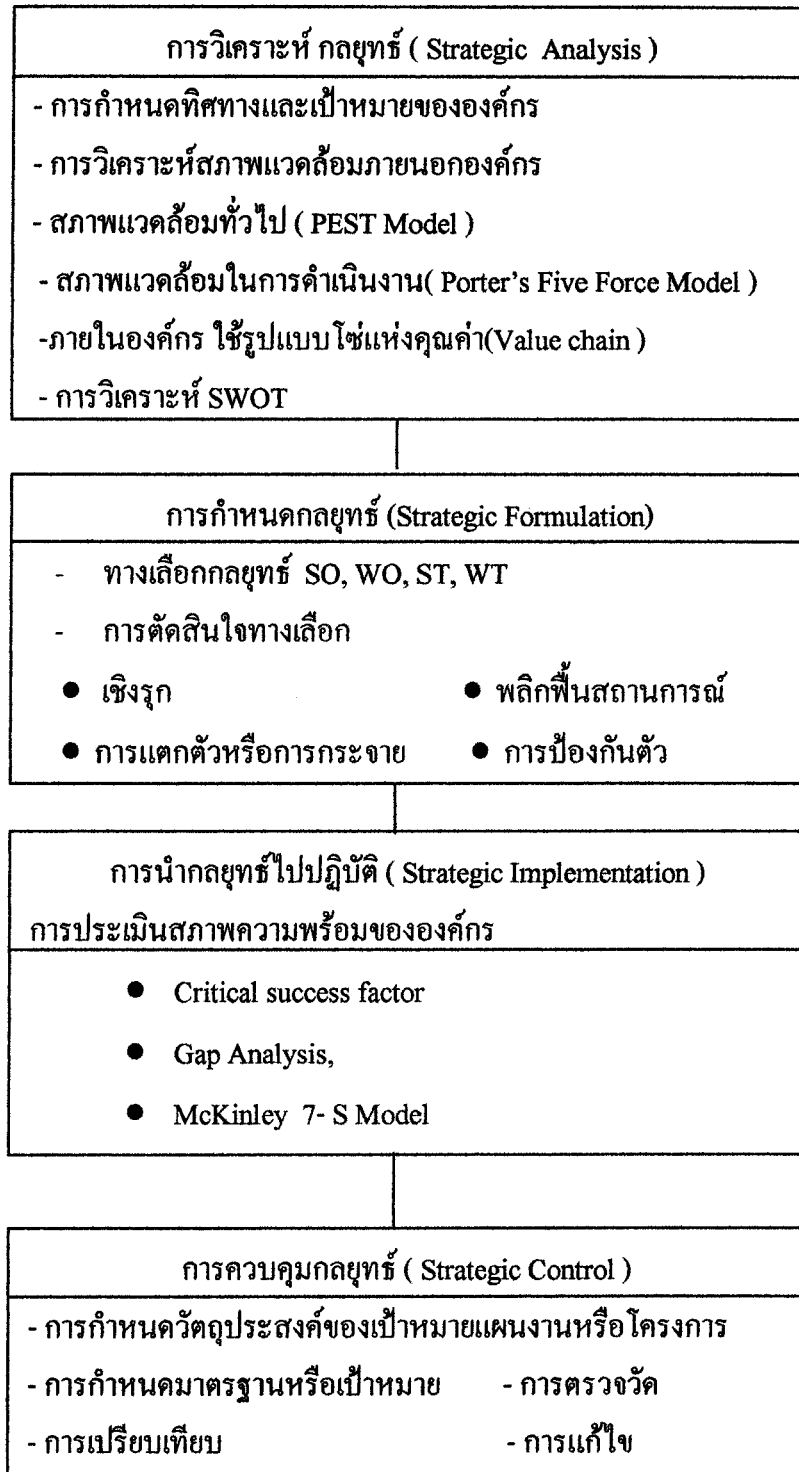 การวิเคราะห์ กลยุทธ์ ( Strategic Analysis )
- การกำหนดทิศทางและเป้าหมายขององค์กร
- การวิเคราะห์สภาพแวดล้อมภายนอกองค์กร
- สภาพแวดล้อมทั่วไป ( PEST Model )
- สภาพแวดล้อมในการดำเนินงาน( Porter's Five Force Model )
-ภายในองค์กร ใช้รูปแบบโซ่แห่งคุณค่า(Value chain )
- การวิเคราะห์ SWOT
การกำหนดกลยุทธ์ (Strategic Formulation)
- ทางเลือกกลยุทธ์ SO, WO, ST, WT
- การตัดสินใจทางเลือก
● เชิงรุก ● พลิกฟื้นสถานการณ์
● การแตกตัวหรือการกระจาย ● การป้องกันตัว
การนำกลยุทธ์ไปปฏิบัติ ( Strategic Implementation )
การประเมินสภาพความพร้อมขององค์กร
● Critical success factor
● Gap Analysis,
● McKinley 7- S Model
การควบคุมกลยุทธ์ ( Strategic Control )
- การกำหนดวัตถุประสงค์ของเป้าหมายแผนงานหรือโครงการ
- การกำหนดมาตรฐานหรือเป้าหมาย - การตรวจวัด
- การเปรียบเทียบ - การแก้ไข